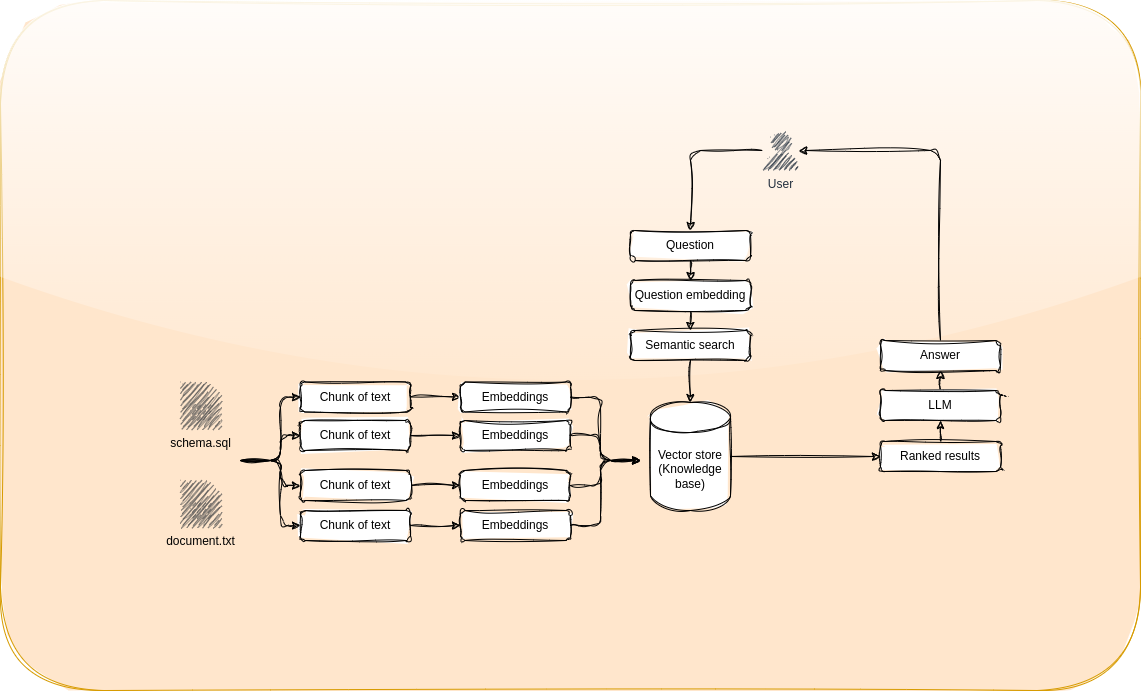 User
Question
Question embedding
Semantic search
Answer
LLM
Ranked results
schema.sql
document.txt
Chunk of text
Embeddings
Chunk of text
Embeddings
Chunk of text
Embeddings
Chunk of text
Embeddings
Vector store
(Knowledge
base)